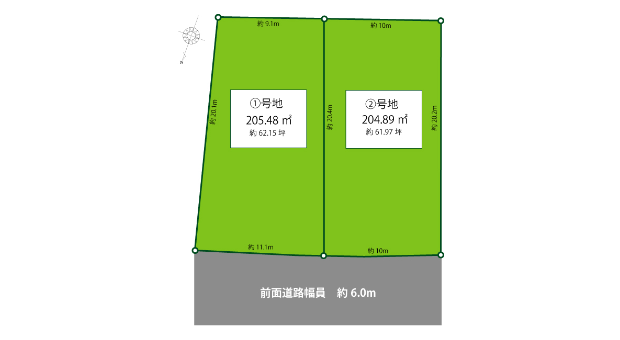 約 9.1m
約 10m
約 20.1m
①号地
205.48 ㎡
約 62.15 坪
約 20.4m
②号地
204.89 ㎡
約 61.97 坪
約 20.2m
約 11.1m
約 10m
前面道路幅員　約 6.0m